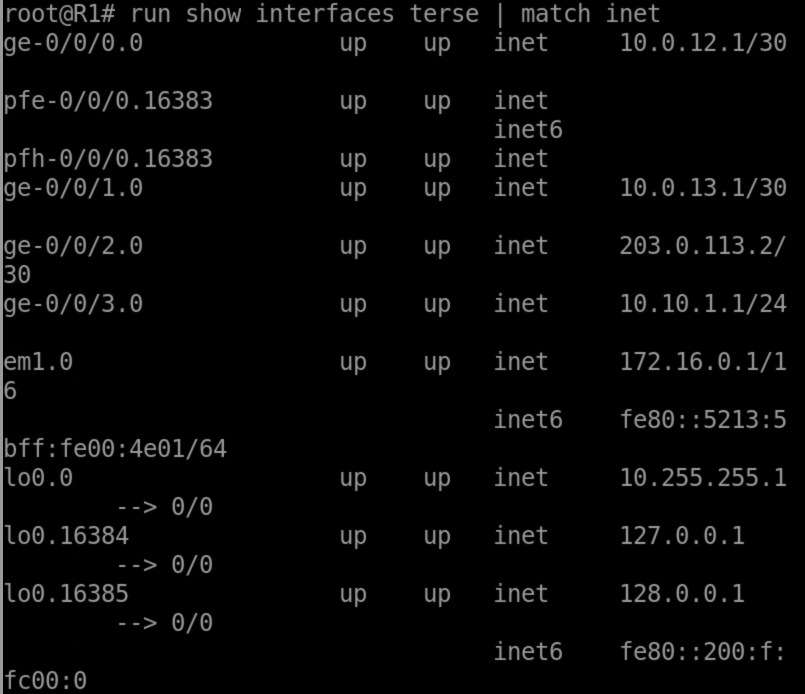 root@R1# run show interfaces terse | match inet
ge-0/0/0.0              up    up   inet     10.0.12.1/30
pfe-0/0/0.16383         up    up   inet
                                   inet6
pfh-0/0/0.16383         up    up   inet
ge-0/0/1.0              up    up   inet     10.0.13.1/30
ge-0/0/2.0              up    up   inet     203.0.113.2/
30
ge-0/0/3.0              up    up   inet     10.10.1.1/24
em1.0                   up    up   inet     172.16.0.1/1
6
                                   inet6    fe80::5213:5
bff:fe00:4e01/64
lo0.0                   up    up   inet     10.255.255.1
        --> 0/0
lo0.16384               up    up   inet     127.0.0.1
        --> 0/0
lo0.16385               up    up   inet     128.0.0.1
        --> 0/0
                                   inet6    fe80::200:f:
fc00:0